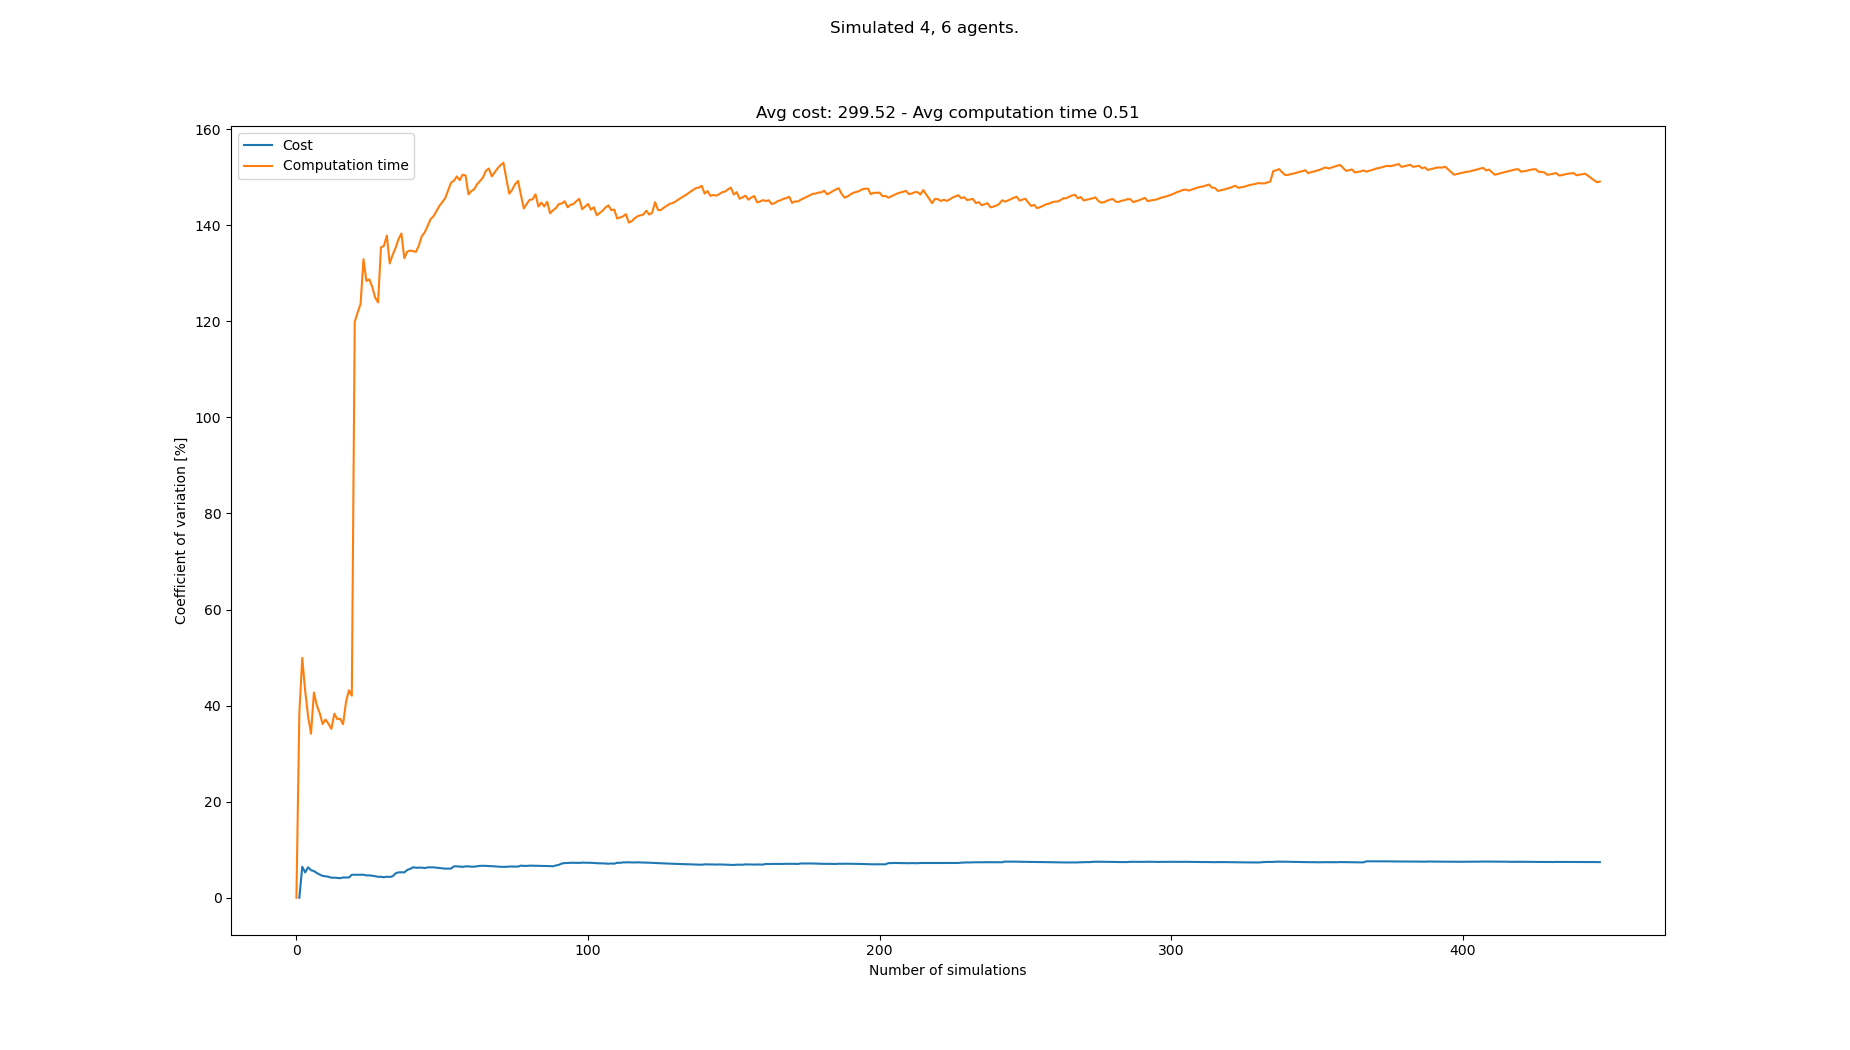 Simulated 4, 6 agents.
Avg cost: 299.52 - Avg computation time 0.51
Cost
Computation time
160
140
120
100
80
60
40
20
0
Coefficient of variation [%]
0
100
200
300
400
Number of simulations